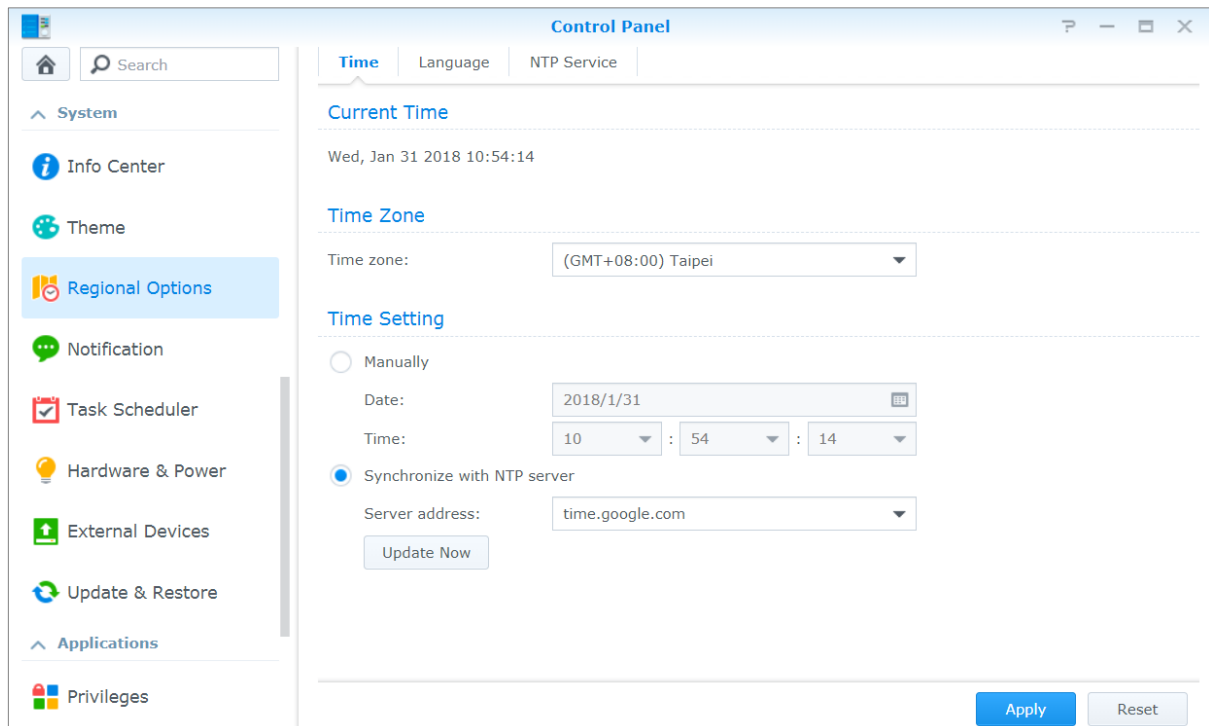 Control Panel
Search
System
Info Center
Theme
Regional Options
Notification
Task Scheduler
Hardware & Power
External Devices
Update & Restore
Applications
Privileges
Time Language NTP Service
Current Time
Wed, Jan 31 2018 10:54:14
Time Zone
Time zone: (GMT+08:00) Taipei
Time Setting
Manually
Date: 2018/1/31
Time: 10 : 54 : 14
Synchronize with NTP server
Server address: time.google.com
Update Now
Apply Reset